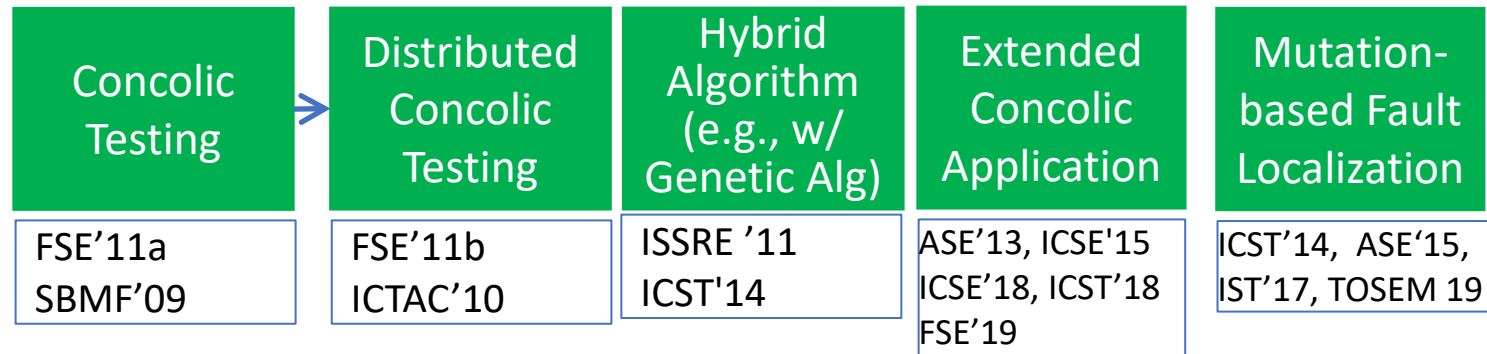 Concolic
Testing
Distributed
Concolic
Testing
Hybrid
Algorithm
(e.g., w/
Genetic Alg)
Extended
Concolic
Application
Mutation-
based Fault
Localization
FSE’11a
SBMF’09
FSE’11b
ICTAC’10
ISSRE ’11
ICST'14
ASE’13, ICSE'15
ICSE’18, ICST’18
FSE’19
ICST’14, ASE‘15,
IST’17, TOSEM 19